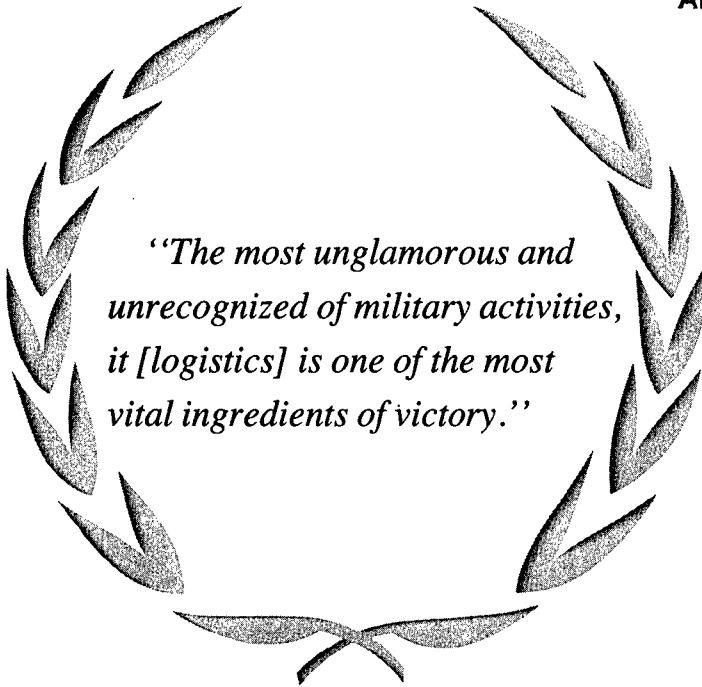 ‘‘The most unglamorous and
unrecognized of military activities,
it [logistics] is one of the most
vital ingredients of victory.’’